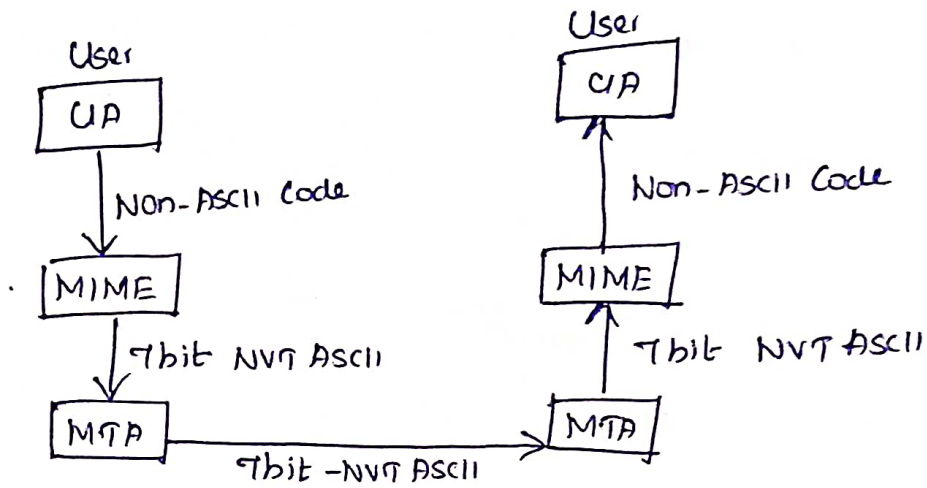 User
UA
Non-ASCII Code
MIME
7bit NVT ASCII
MTA
7bit-NVT ASCII
User
UA
Non-ASCII Code
MIME
7bit NVT ASCII
MTA